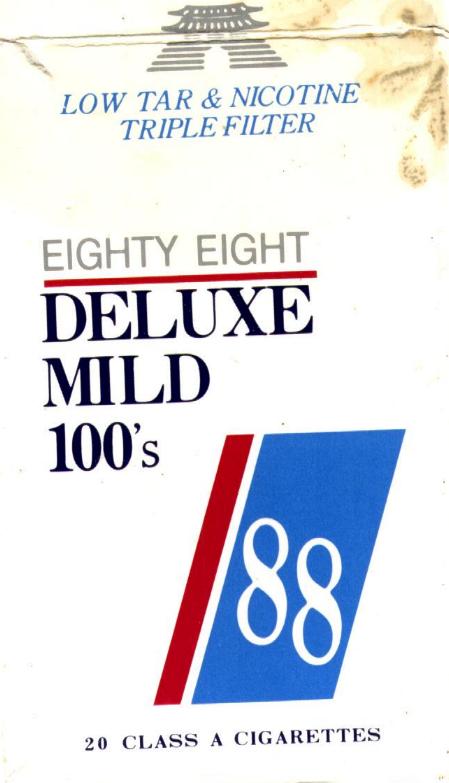 LOW TAR & NICOTINE
TRIPLE FILTER
EIGHTY EIGHT
DELUXE
MILD
100's
88
20 CLASS A CIGARETTES